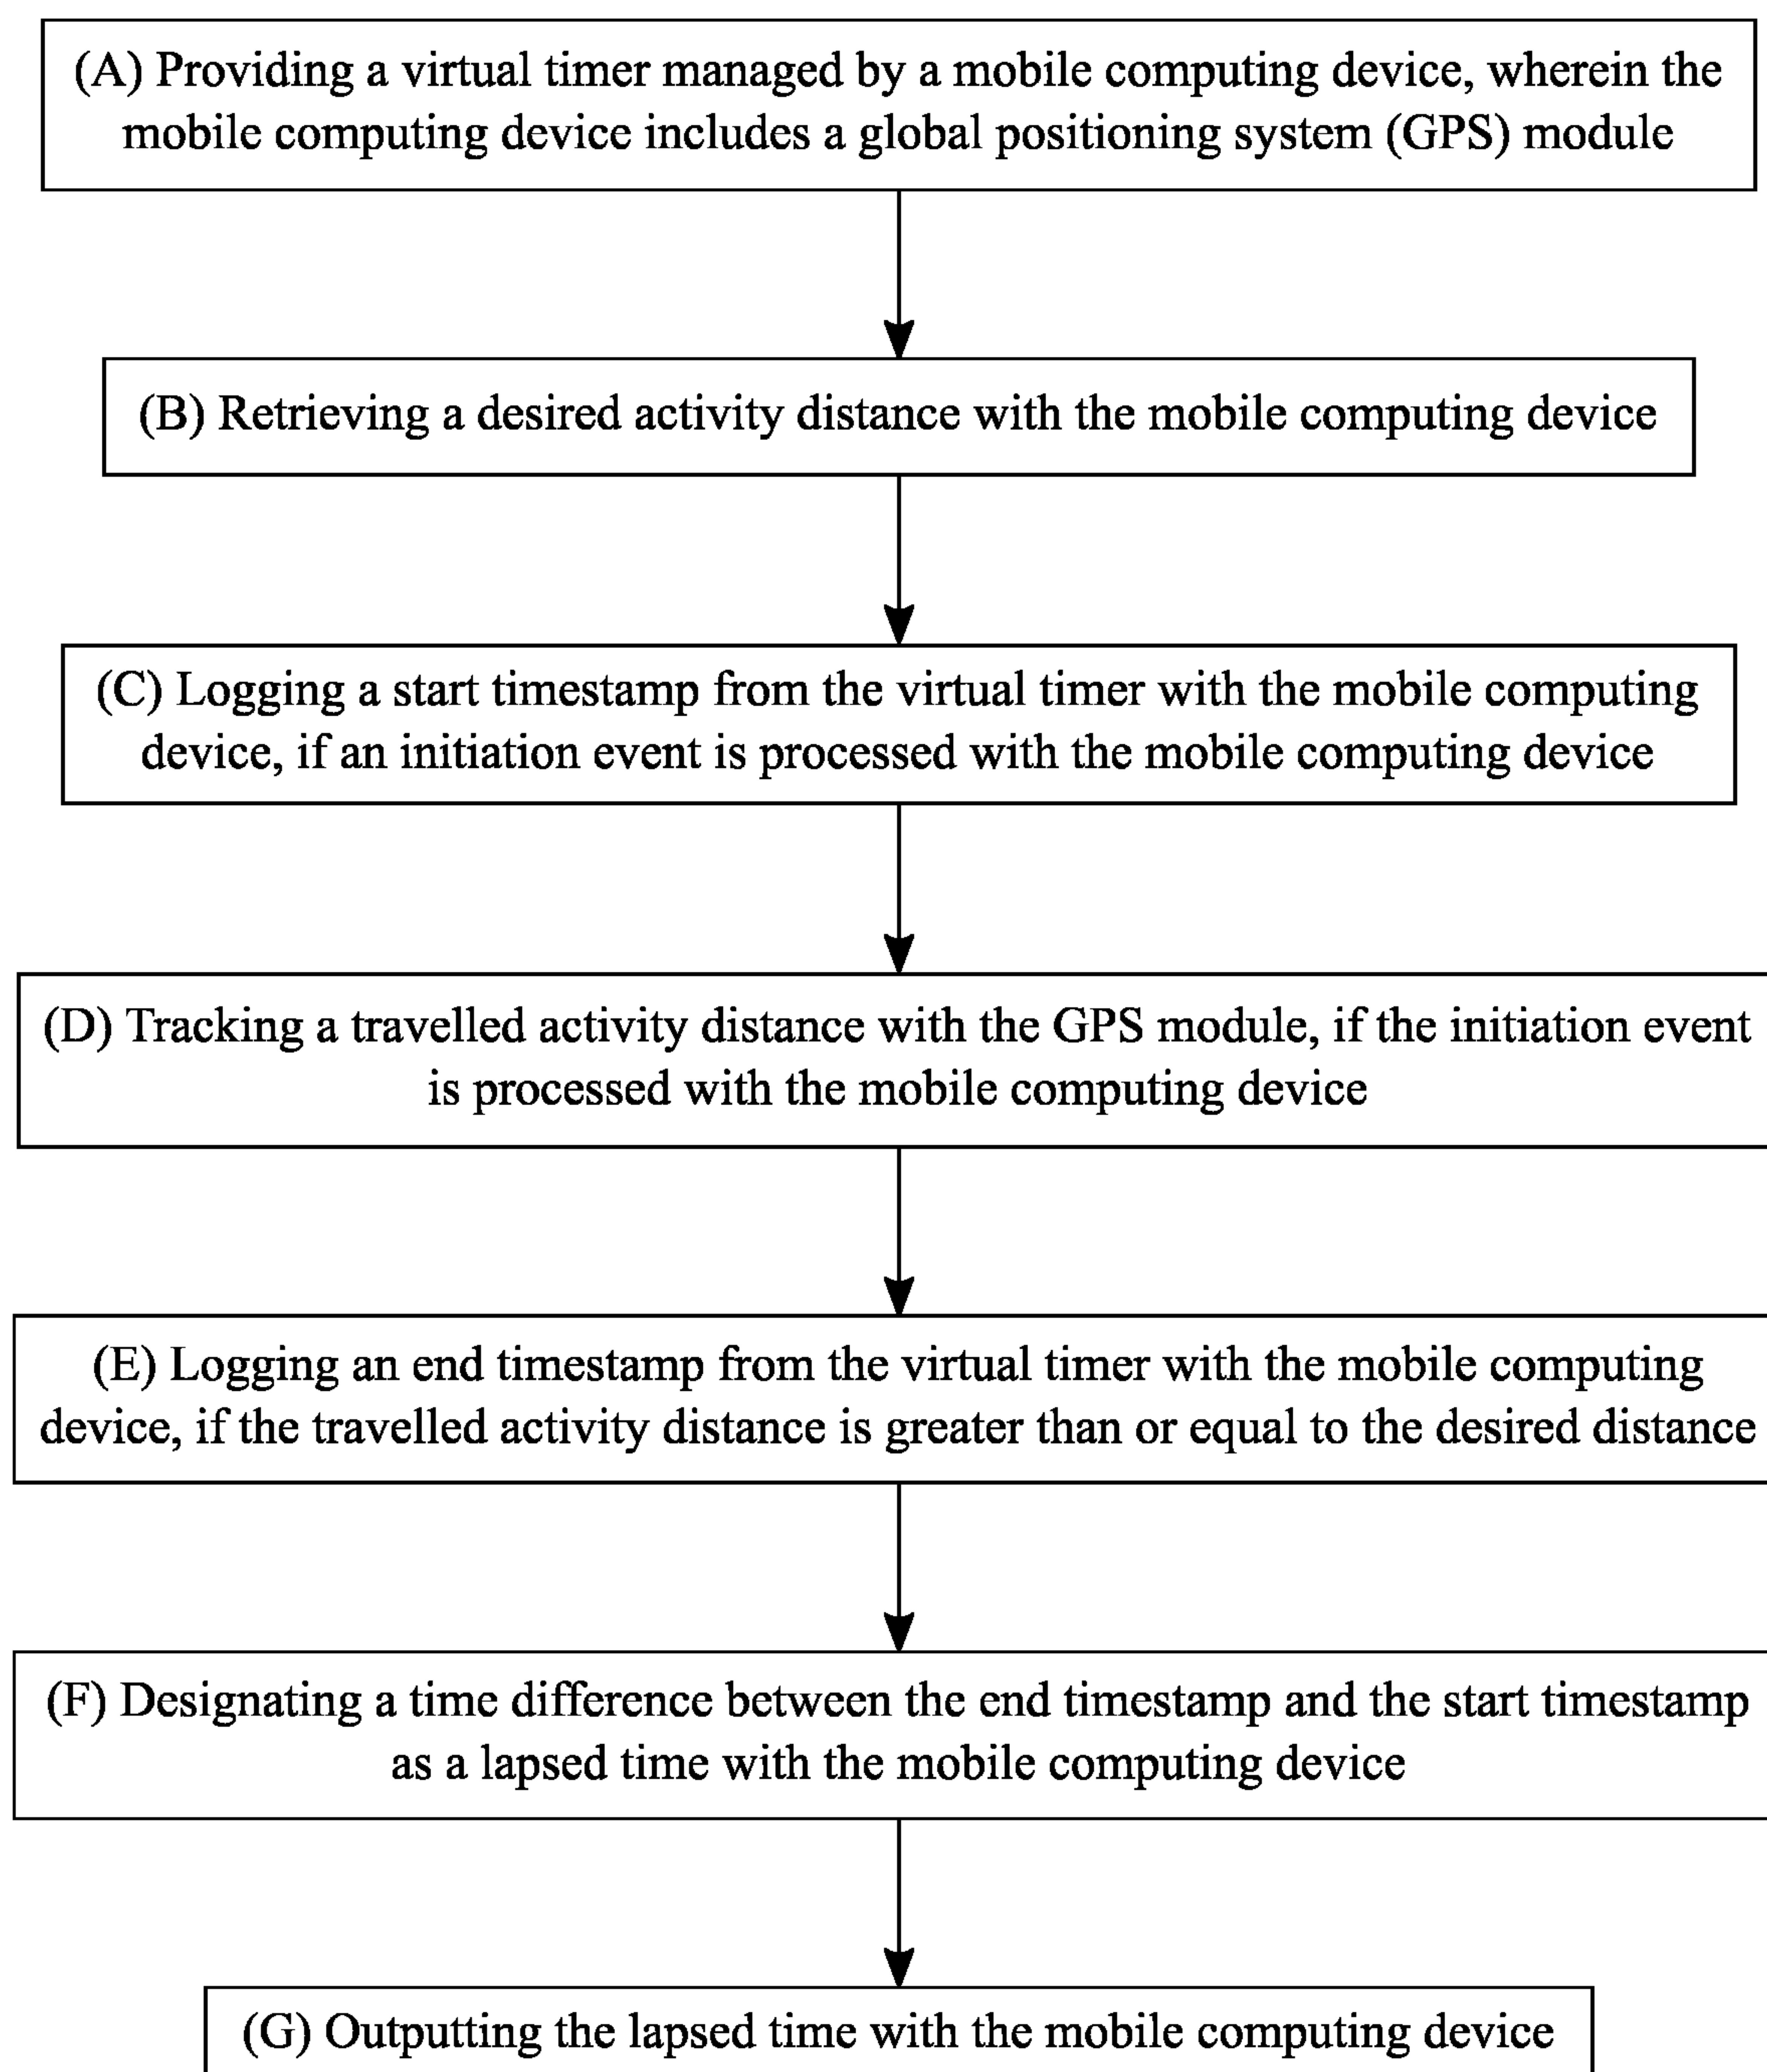 (A) Providing a virtual timer managed by a mobile computing device, wherein the
mobile computing device includes a global positioning system (GPS) module
(B) Retrieving a desired activity distance with the mobile computing device
(C) Logging a start timestamp from the virtual timer with the mobile computing
device, if an initiation event is processed with the mobile computing device
(D) Tracking a travelled activity distance with the GPS module, if the initiation event
is processed with the mobile computing device
(E) Logging an end timestamp from the virtual timer with the mobile computing
device, if the travelled activity distance is greater than or equal to the desired distance
(F) Designating a time difference between the end timestamp and the start timestamp
as a lapsed time with the mobile computing device
(G) Outputting the lapsed time with the mobile computing device